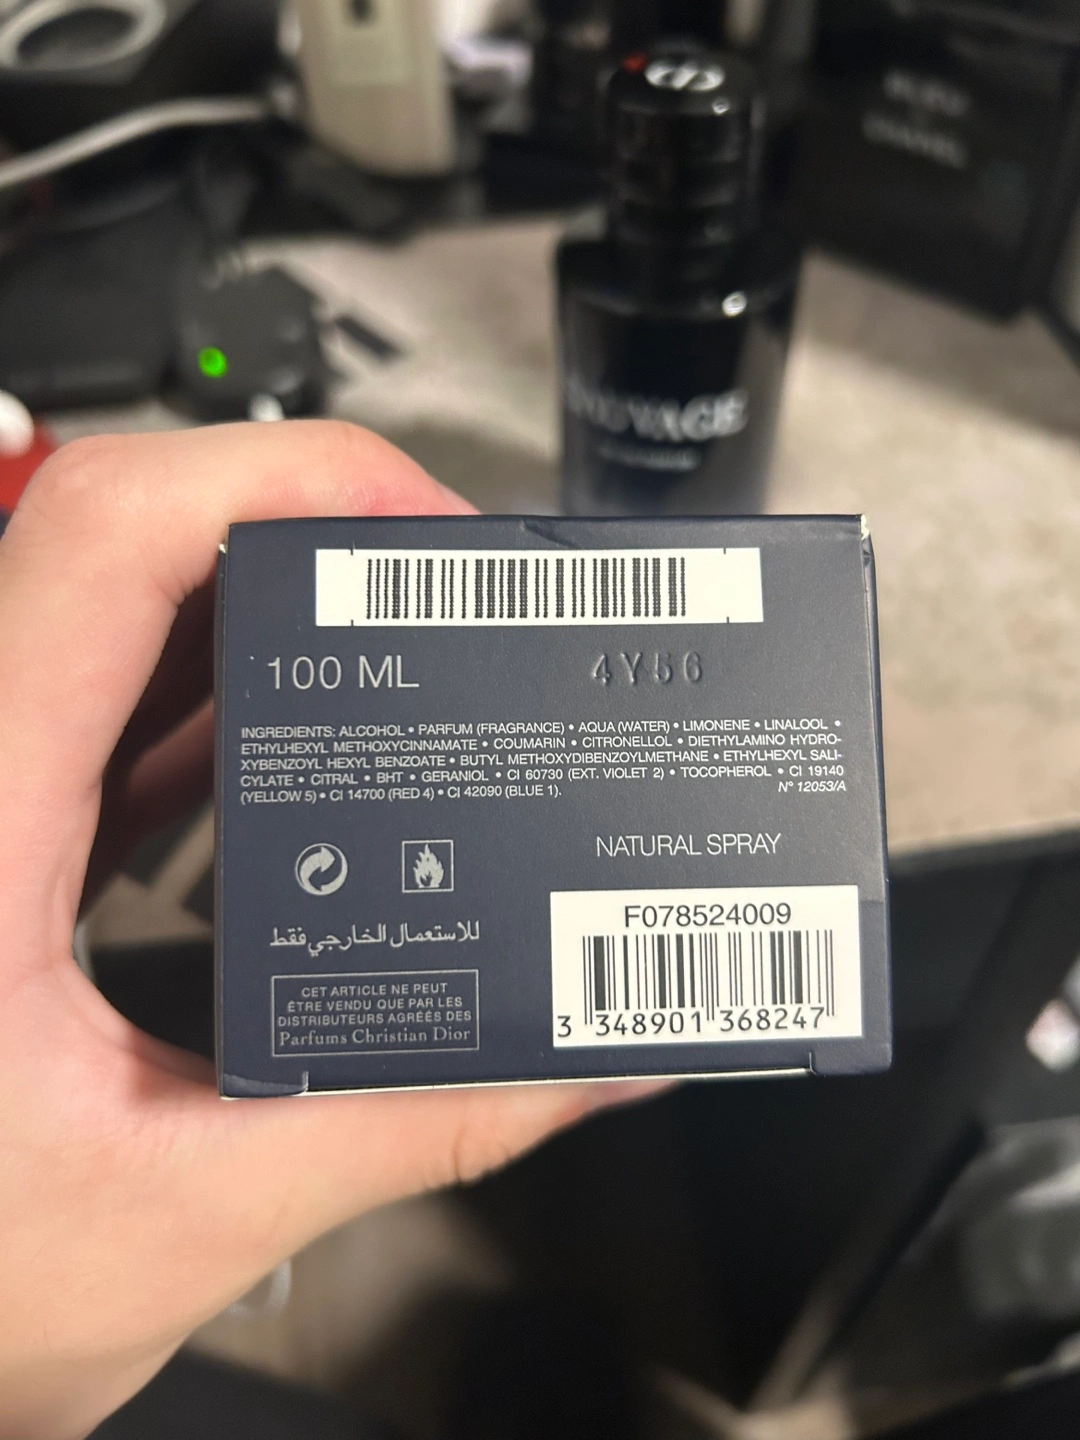 SAUVAGE
CHANEL
100 ML
4Y56
INGREDIENTS: ALCOHOL • PARFUM (FRAGRANCE) • AQUA (WATER) • LIMONENE • LINALOOL •
ETHYLHEXYL METHOXYCINNAMATE • COUMARIN • CITRONELLOL • DIETHYLAMINO HYDRO-
XYBENZOYL HEXYL BENZOATE • BUTYL METHOXYDIBENZOYLMETHANE • ETHYLHEXYL SALI-
CYLATE • CITRAL • BHT • GERANIOL • CI 60730 (EXT. VIOLET 2) • TOCOPHEROL • CI 19140
(YELLOW 5) • CI 14700 (RED 4) • CI 42090 (BLUE 1).
N° 12053/A
NATURAL SPRAY
للاستعمال الخارجي فقط
CET ARTICLE NE PEUT
ÊTRE VENDU QUE PAR LES
DISTRIBUTEURS AGRÉÉS DES
Parfums Christian Dior
F078524009
3 348901 368247